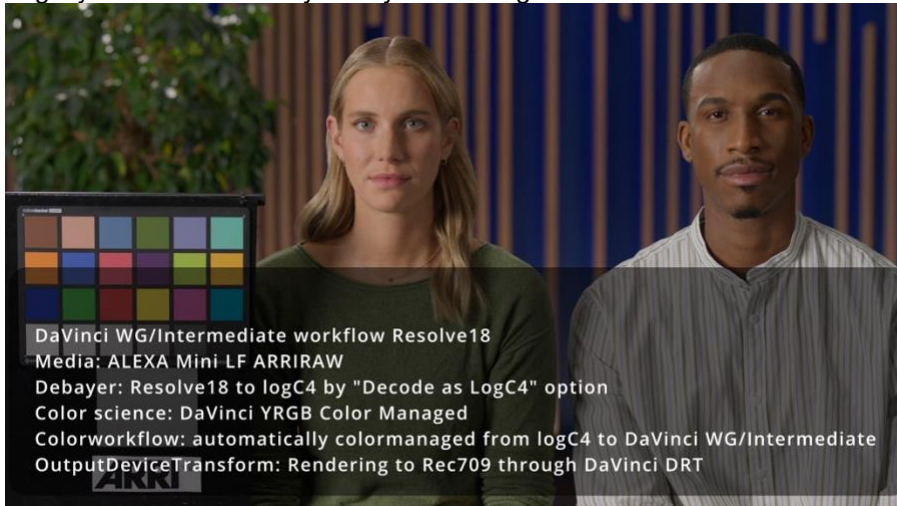 DaVinci WG/Intermediate workflow Resolve18
Media: ALEXA Mini LF ARRIRAW
Debayer: Resolve18 to logC4 by "Decode as LogC4" option
Color science: DaVinci YRGB Color Managed
Colorworkflow: automatically colormanaged from logC4 to DaVinci WG/Intermediate
OutputDeviceTransform: Rendering to Rec709 through DaVinci DRT
ARRI